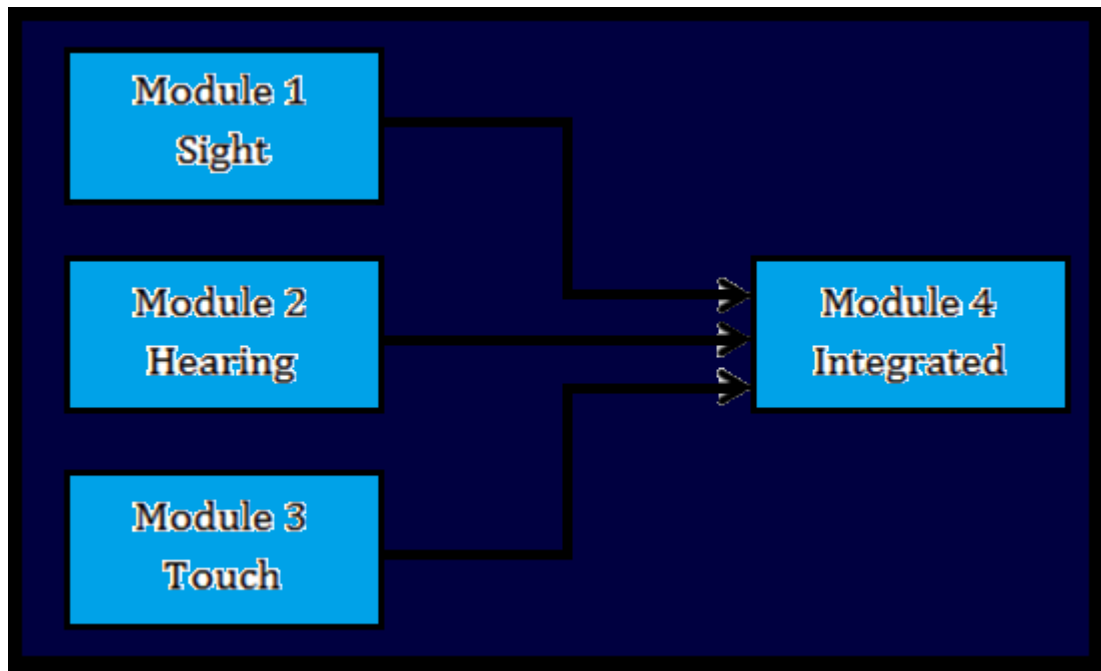 Module 1
Sight
Module 2
Hearing
Module 3
Touch
Module 4
Integrated